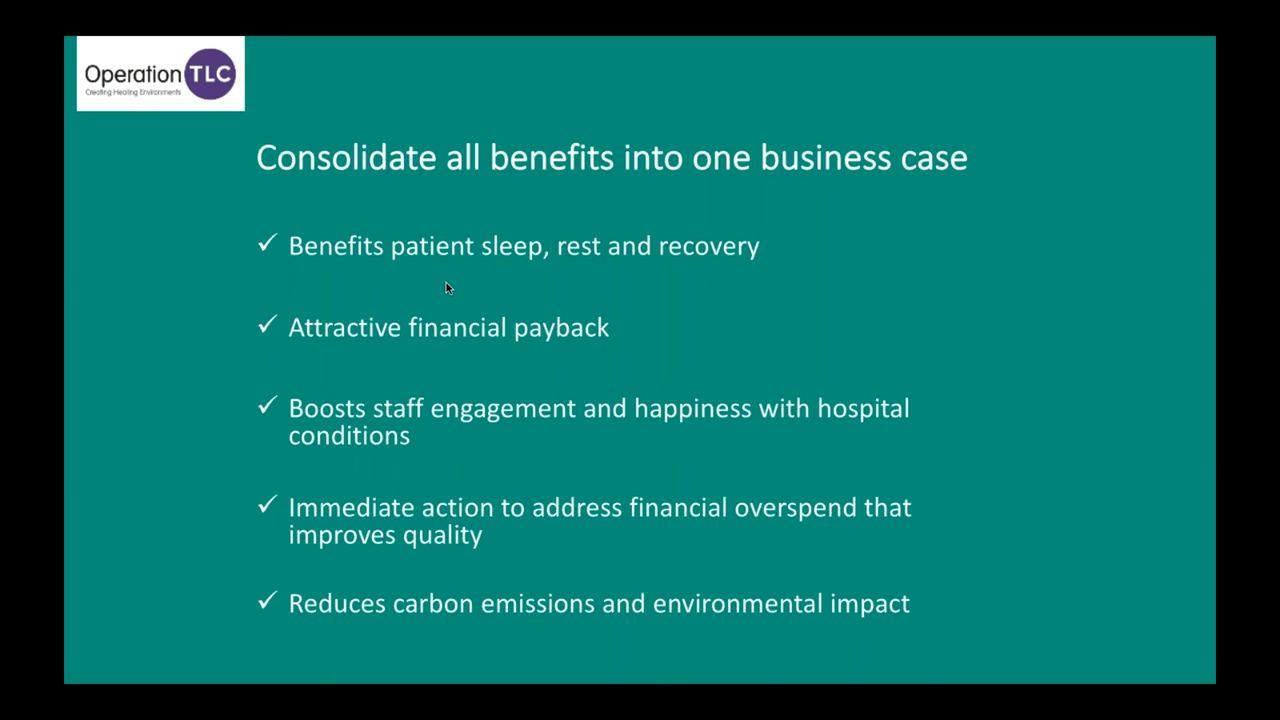 Operation TLC
Creating Healing Environments
Consolidate all benefits into one business case
✓ Benefits patient sleep, rest and recovery
✓ Attractive financial payback
✓ Boosts staff engagement and happiness with hospital
conditions
✓ Immediate action to address financial overspend that
improves quality
✓ Reduces carbon emissions and environmental impact